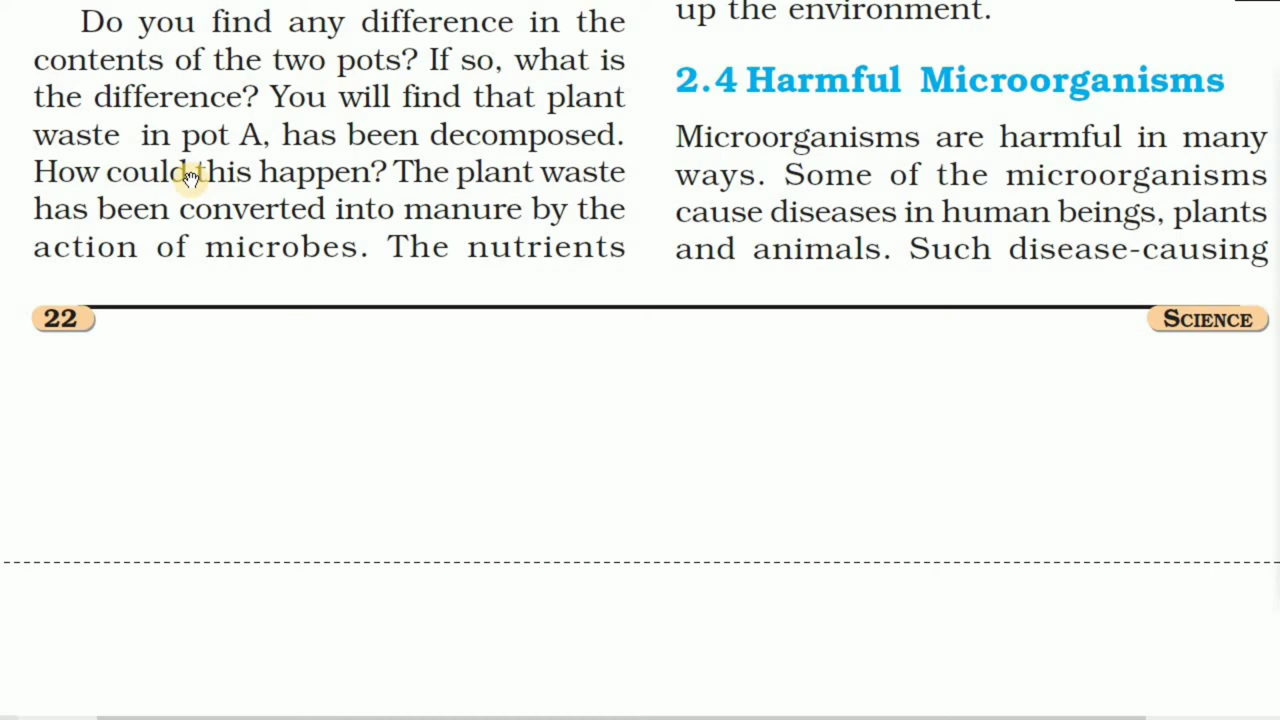 Do you find any difference in the
contents of the two pots? If so, what is
the difference? You will find that plant
waste in pot A, has been decomposed.
How could this happen? The plant waste
has been converted into manure by the
action of microbes. The nutrients
up the environment.
2.4 Harmful Microorganisms
Microorganisms are harmful in many
ways. Some of the microorganisms
cause diseases in human beings, plants
and animals. Such disease-causing
22
SCIENCE